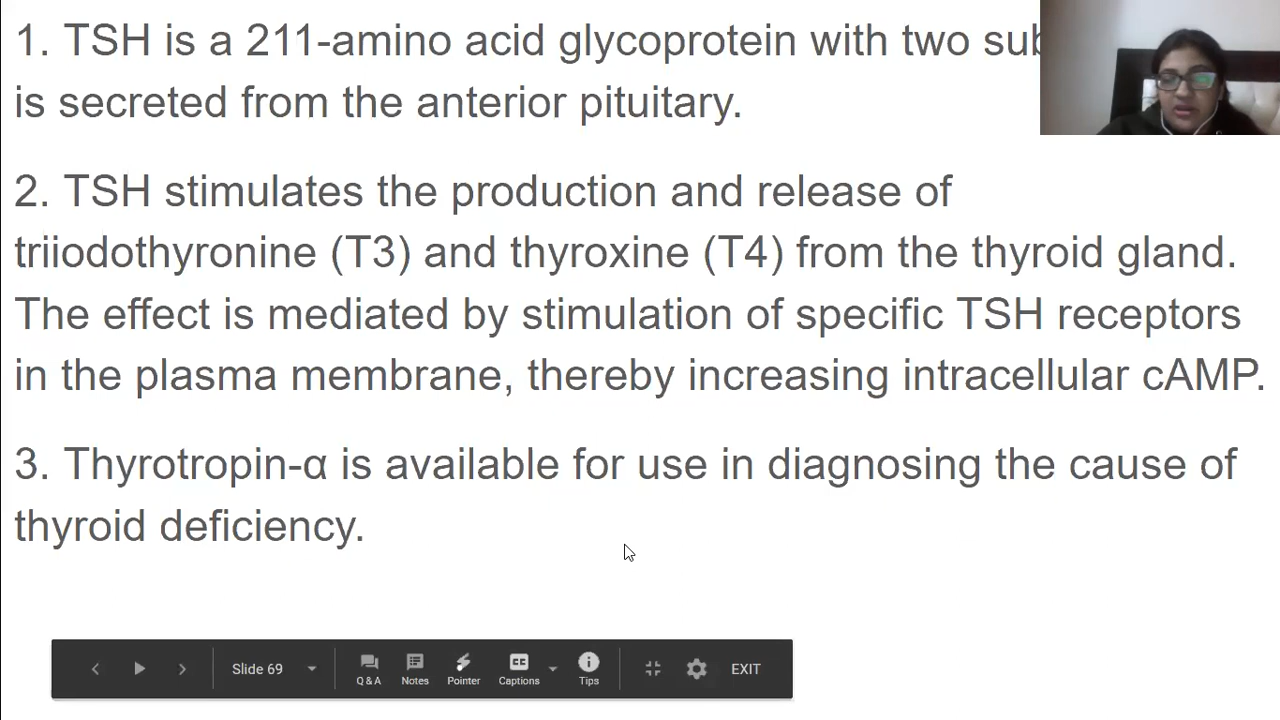 1. TSH is a 211-amino acid glycoprotein with two
is secreted from the anterior pituitary.
2. TSH stimulates the production and release of
triiodothyronine (T3) and thyroxine (T4) from the thyroid gland.
The effect is mediated by stimulation of specific TSH receptors
in the plasma membrane, thereby increasing intracellular cAMP.
3. Thyrotropin-α is available for use in diagnosing the cause of
thyroid deficiency.
Slide 69
Q & A
Notes
Pointer
CC
Captions
Tips
EXIT